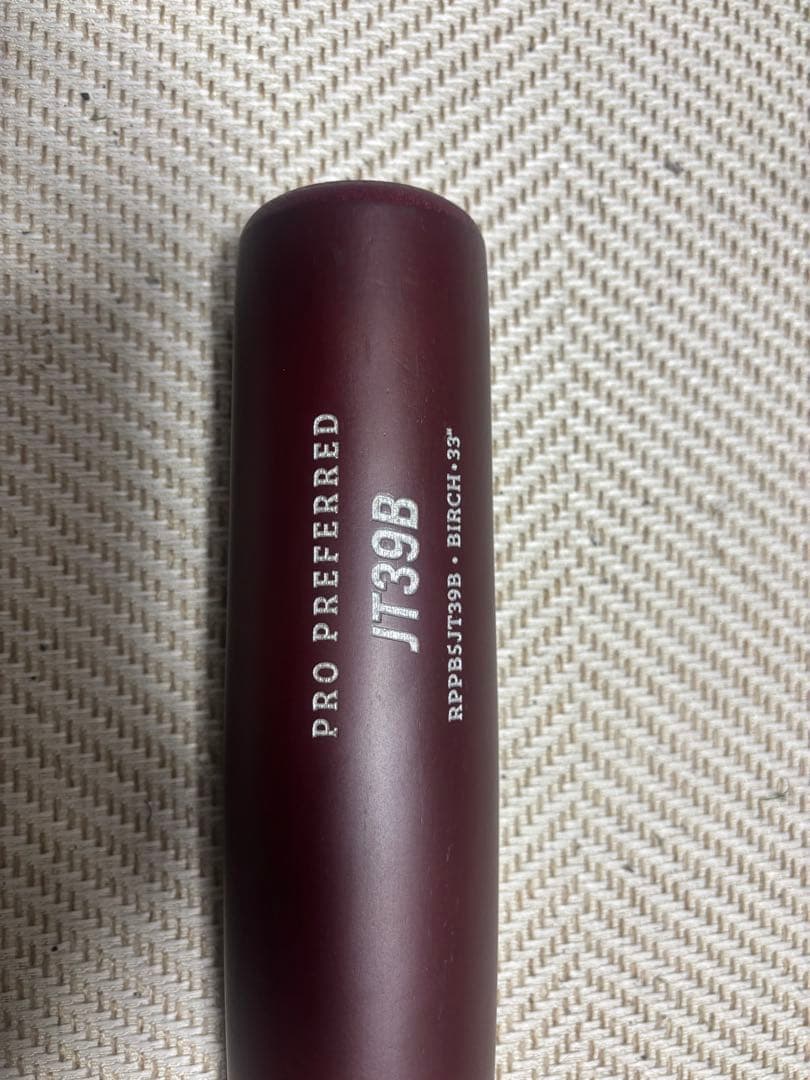 PRO PREFERRED
JT39B
RPPB5JT39B • BIRCH • 33"